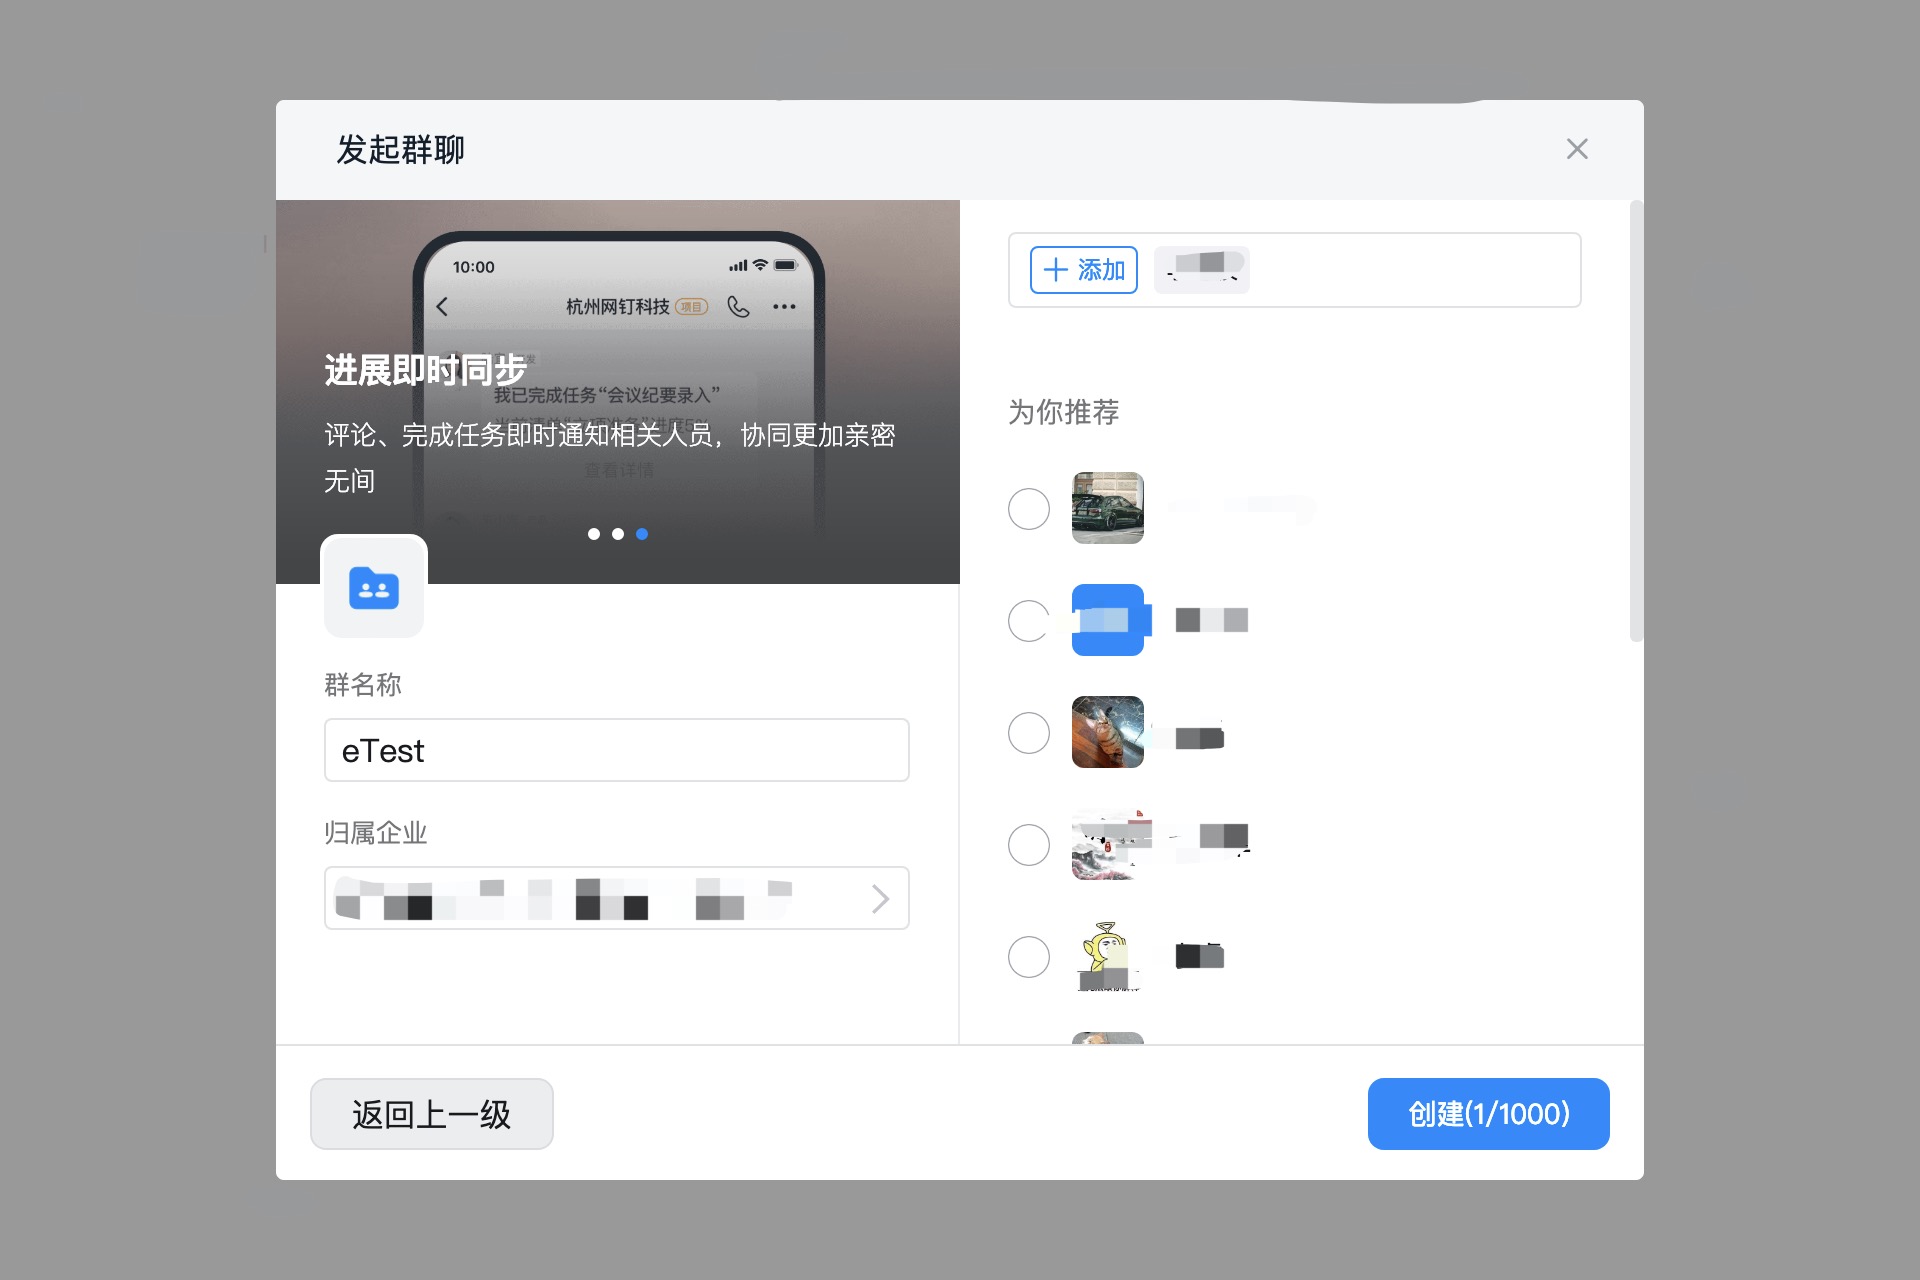 发起群聊
10:00
杭州网钉科技 项目
进展即时同步
我已完成任务“会议纪要录入”
评论、完成任务即时通知相关人员，协同更加亲密
无间
查看详情
群名称
eTest
归属企业
添加
为你推荐
返回上一级
创建(1/1000)